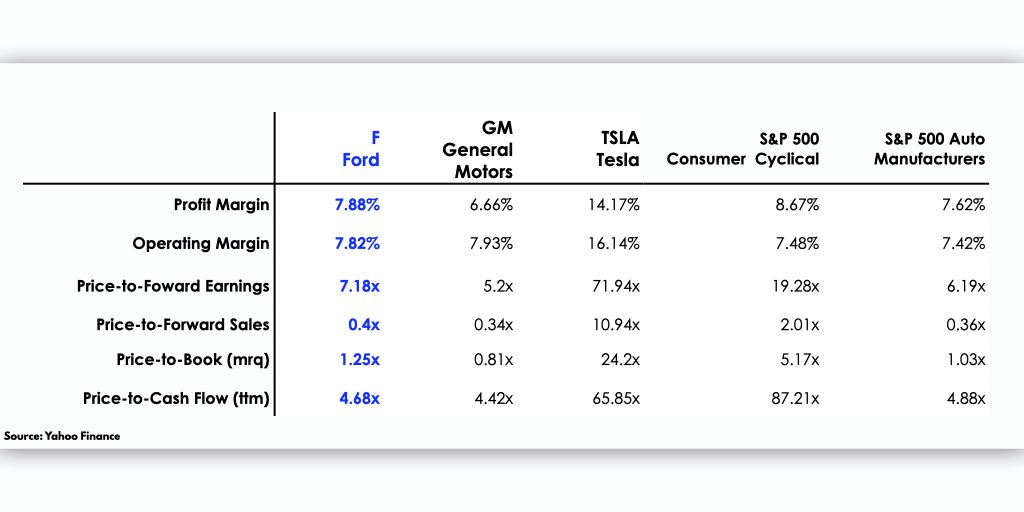 F
Ford
GM
General
Motors
TSLA
Tesla
S&P 500
Consumer Cyclical
S&P 500 Auto
Manufacturers
Profit Margin 7.88% 6.66% 14.17% 8.67% 7.62%
Operating Margin 7.82% 7.93% 16.14% 7.48% 7.42%
Price-to-Foward Earnings 7.18x 5.2x 71.94x 19.28x 6.19x
Price-to-Forward Sales 0.4x 0.34x 10.94x 2.01x 0.36x
Price-to-Book (mrq) 1.25x 0.81x 24.2x 5.17x 1.03x
Price-to-Cash Flow (ttm) 4.68x 4.42x 65.85x 87.21x 4.88x
Source: Yahoo Finance